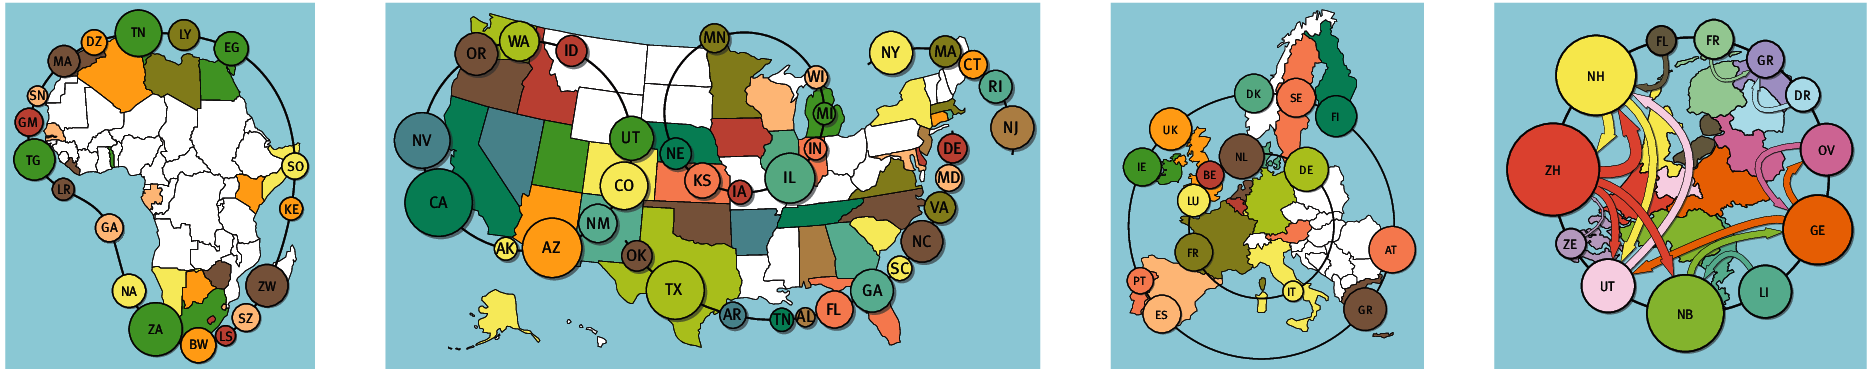 TN
DZ
LY
EG
MA
SN
GM
TG
SO
LR
KE
GA
NA
ZW
ZA
SZ
BW
LS
WA
OR
ID
NV
UT
CA
CO
NM
AK
AZ
MN
WI
MI
NE
IN
KS
IA
IL
OK
TX
AR
TN
AL
FL
GA
SC
NC
VA
MD
DE
NJ
RI
CT
MA
NY
DK
SE
FI
UK
IE
NL
BE
DE
LU
FR
AT
PT
ES
IT
GR
FL
FR
GR
NH
DR
OV
ZH
GE
ZE
UT
NB
LI